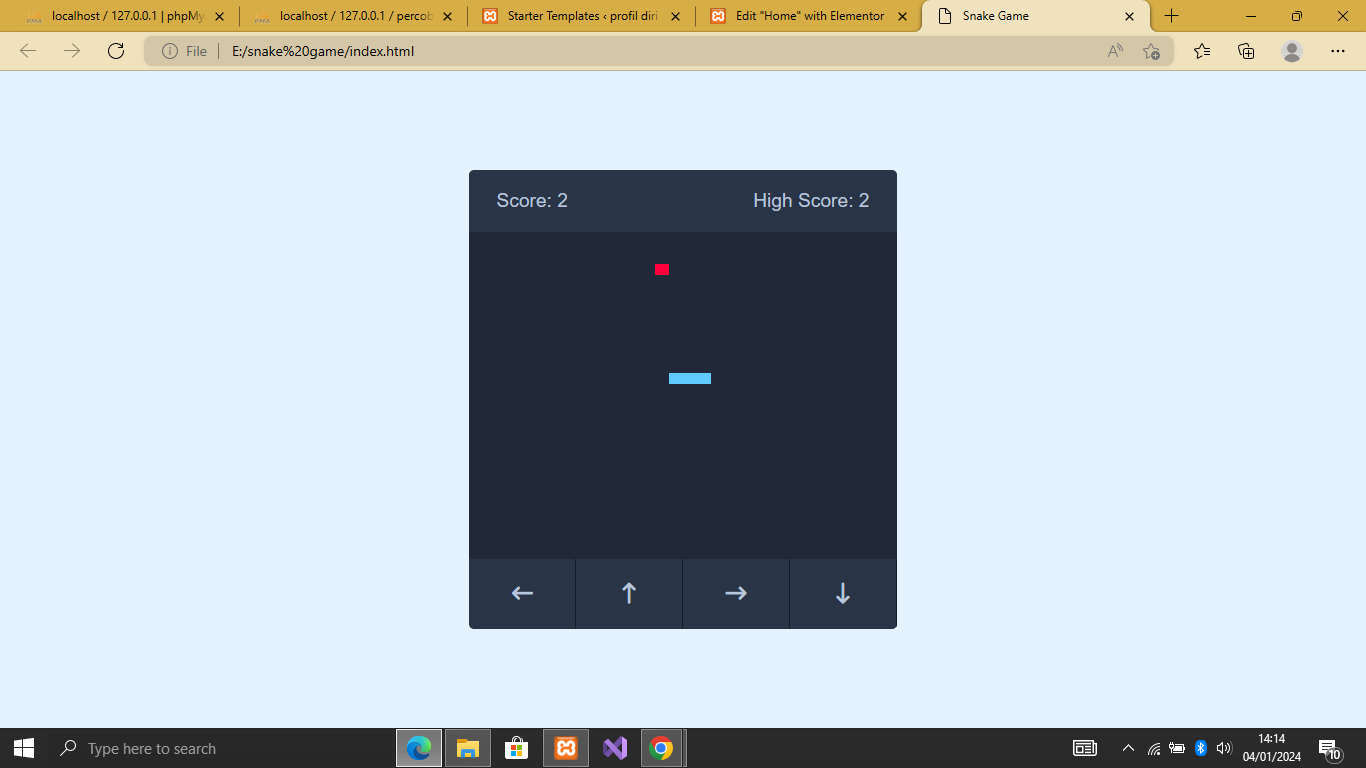 localhost / 127.0.0.1 | phpMy
localhost / 127.0.0.1 / percob
Starter Templates ‹ profil diri
Edit "Home" with Elementor
Snake Game
File
E:/snake%20game/index.html
Score: 2
High Score: 2
Type here to search
14:14
04/01/2024
10